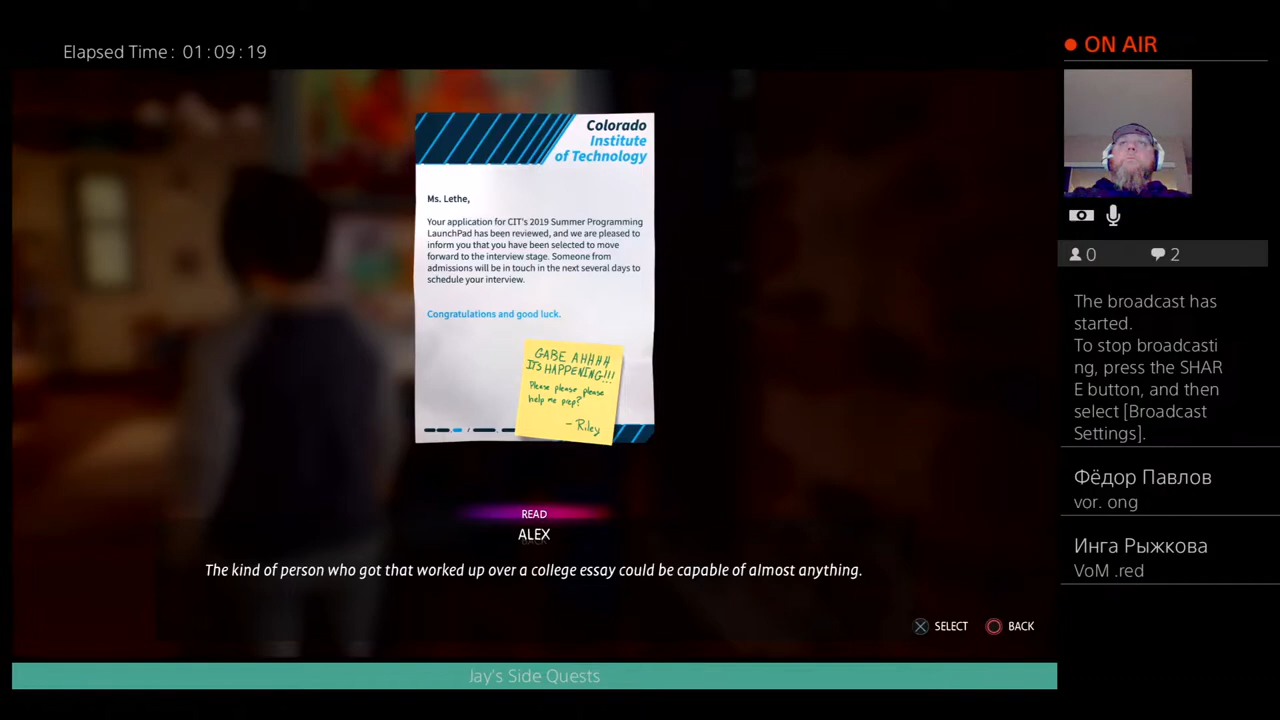 Elapsed Time: 01:09:19
Colorado
Institute
of Technology
Ms. Lethe,
Your application for CIT's 2019 Summer Programming
LaunchPad has been reviewed, and we are pleased to
inform you that you have been selected to move
forward to the interview stage. Someone from
admissions will be in touch in the next several days to
schedule your interview.
Congratulations and good luck.
GABE AHHHH
IT'S HAPPENING!!!
Please please please
help me prep?
- Riley
READ
ALEX
The kind of person who got that worked up over a college essay could be capable of almost anything.
SELECT
BACK
Jay's Side Quests
ON AIR
0
2
The broadcast has
started.
To stop broadcasti
ng, press the SHAR
E button, and then
select [Broadcast
Settings].
Фёдор Павлов
vor. ong
Инга Рыжкова
VoM .red